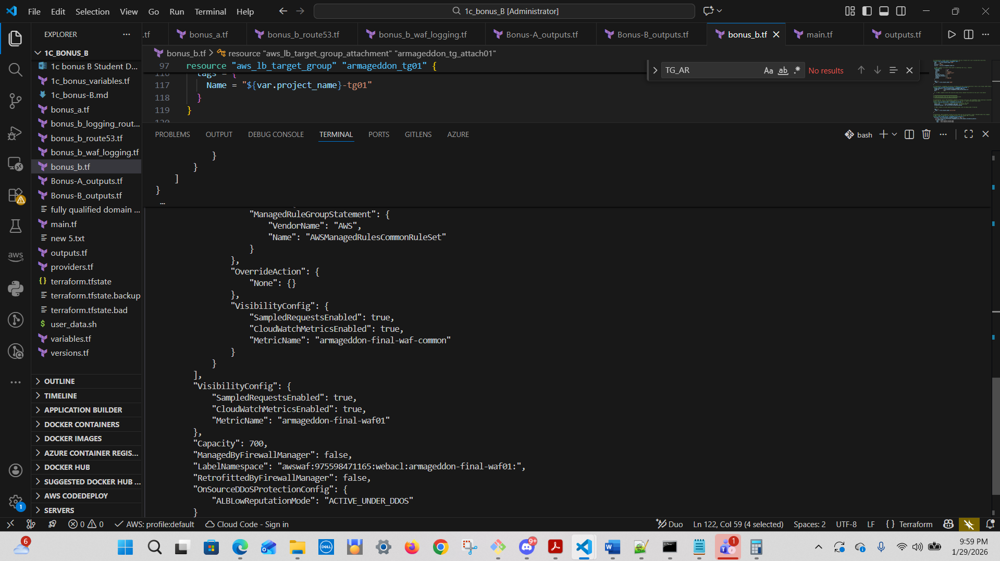 File Edit Selection View Go Run Terminal Help
1c_bonus_B [Administrator]
EXPLORER
1C_BONUS_B
1c bonus B Student D...
1c_bonus_variables.tf
1c_bonus-B.md
bonus_a.tf
bonus_b_logging_rout...
bonus_b_route53.tf
bonus_b_waf_logging.tf
bonus_b.tf
Bonus-A_outputs.tf
Bonus-B_outputs.tf
fully qualified domain ...
main.tf
new 5.txt
outputs.tf
providers.tf
terraform.tfstate
terraform.tfstate.backup
terraform.tfstate.bad
user_data.sh
variables.tf
versions.tf
OUTLINE
TIMELINE
APPLICATION BUILDER
DOCKER CONTAINERS
DOCKER IMAGES
AZURE CONTAINER REGIS...
DOCKER HUB
SUGGESTED DOCKER HUB ...
AWS CODEDEPLOY
SERVERS
aws
1
.tf bonus_a.tf bonus_b_route53.tf bonus_b_waf_logging.tf Bonus-A_outputs.tf Bonus-B_outputs.tf bonus_b.tf main.tf outputs.tf
bonus_b.tf > resource "aws_lb_target_group_attachment" "armageddon_tg_attach01"
97 resource "aws_lb_target_group" "armageddon_tg01" {
116 tags = {
117 Name = "${var.project_name}-tg01"
118 }
119 }
120
TG_AR Aa ab .* No results
PROBLEMS OUTPUT DEBUG CONSOLE TERMINAL PORTS GITLENS AZURE
bash
}
}
]
}
...
"ManagedRuleGroupStatement": {
"VendorName": "AWS",
"Name": "AWSManagedRulesCommonRuleSet"
}
},
"OverrideAction": {
"None": {}
},
"VisibilityConfig": {
"SampledRequestsEnabled": true,
"CloudWatchMetricsEnabled": true,
"MetricName": "armageddon-final-waf-common"
}
}
],
"VisibilityConfig": {
"SampledRequestsEnabled": true,
"CloudWatchMetricsEnabled": true,
"MetricName": "armageddon-final-waf01"
},
"Capacity": 700,
"ManagedByFirewallManager": false,
"LabelNamespace": "awswaf:975598471165:webacl:armageddon-final-waf01:",
"RetrofittedByFirewallManager": false,
"OnSourceDDoSProtectionConfig": {
"ALBLowReputationMode": "ACTIVE_UNDER_DDOS"
}
0 0 AWS: profile:default Cloud Code - Sign in
Duo Ln 122, Col 59 (4 selected) Spaces: 2 UTF-8 LF {} Terraform
6
DELL
9+
1
9:59 PM
1/29/2026